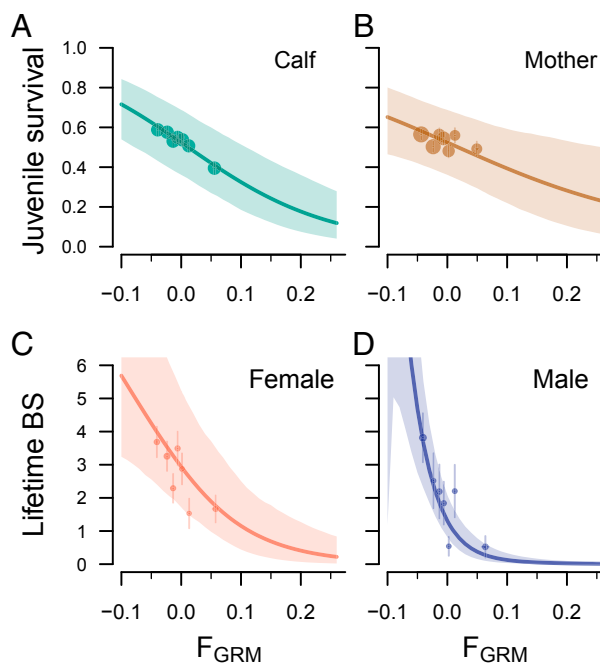 A
B
Calf
Mother
Juvenile survival
1.0
0.8
0.6
0.4
0.2
0.0
−0.1 0.0 0.1 0.2
−0.1 0.0 0.1 0.2
C
D
Female
Male
Lifetime BS
6
5
4
3
2
1
0
−0.1 0.0 0.1 0.2
−0.1 0.0 0.1 0.2
FGRM
FGRM